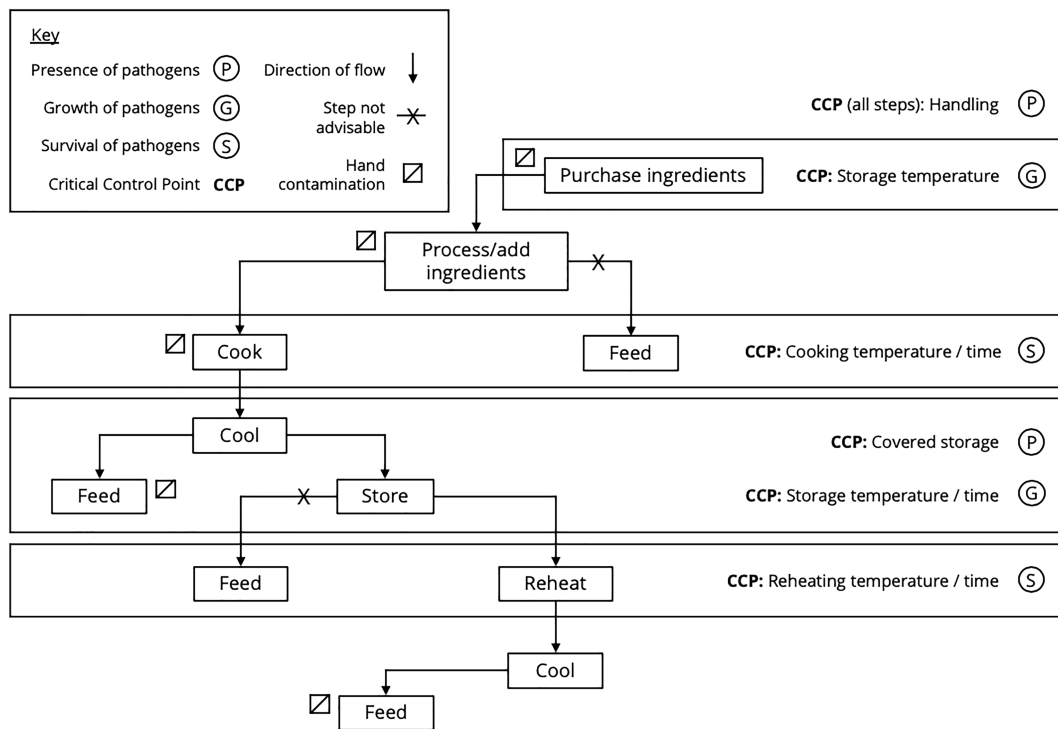 Key
Presence of pathogens P
Growth of pathogens G
Survival of pathogens S
Critical Control Point CCP
Direction of flow
Step not
advisable
Hand
contamination
CCP (all steps): Handling P
Purchase ingredients
CCP: Storage temperature G
Process/add
ingredients
Cook
Feed
CCP: Cooking temperature / time S
Cool
CCP: Covered storage P
Feed
Store
CCP: Storage temperature / time G
Feed
Reheat
CCP: Reheating temperature / time S
Cool
Feed